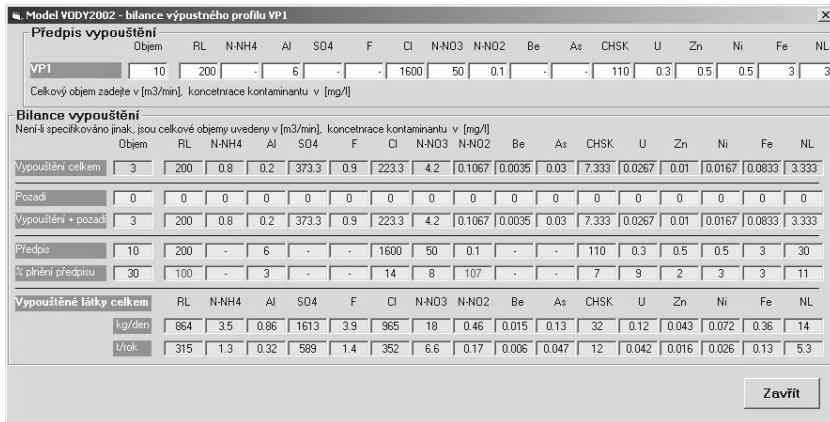 Model VODY2002 - bilance výpustného profilu VP1
Předpis vypouštění
Objem RL N-NH4 Al SO4 F Cl N-NO3 N-NO2 Be As CHSK U Zn Ni Fe NL
VP1 10 200 - 6 - - 1600 50 0.1 - - 110 0.3 0.5 0.5 3 3
Celkový objem zadejte v [m3/min], koncetnrace kontaminantu v [mg/l]
Bilance vypouštění
Není-li specifikováno jinak, jsou celkové objemy uvedeny v [m3/min], koncetnrace kontaminantu v [mg/l]
Objem RL N-NH4 Al SO4 F Cl N-NO3 N-NO2 Be As CHSK U Zn Ni Fe NL
Vypouštění celkem 3 200 0.8 0.2 373.3 0.9 223.3 4.2 0.1067 0.0035 0.03 7.333 0.0267 0.01 0.0167 0.0833 3.333
Pozadí 0 0 0 0 0 0 0 0 0 0 0 0 0 0 0 0 0
Vypouštění + pozadí 3 200 0.8 0.2 373.3 0.9 223.3 4.2 0.1067 0.0035 0.03 7.333 0.0267 0.01 0.0167 0.0833 3.333
Předpis 10 200 - 6 - - 1600 50 0.1 - - 110 0.3 0.5 0.5 3 30
% plnění předpisu 30 100 - 3 - - 14 8 107 - - 7 9 2 3 3 11
Vypouštěné látky celkem RL N-NH4 Al SO4 F Cl N-NO3 N-NO2 Be As CHSK U Zn Ni Fe NL
kg/den 864 3.5 0.86 1613 3.9 965 18 0.46 0.015 0.13 32 0.12 0.043 0.072 0.36 14
t/rok 315 1.3 0.32 589 1.4 352 6.6 0.17 0.006 0.047 12 0.042 0.016 0.026 0.13 5.3
Zavřít